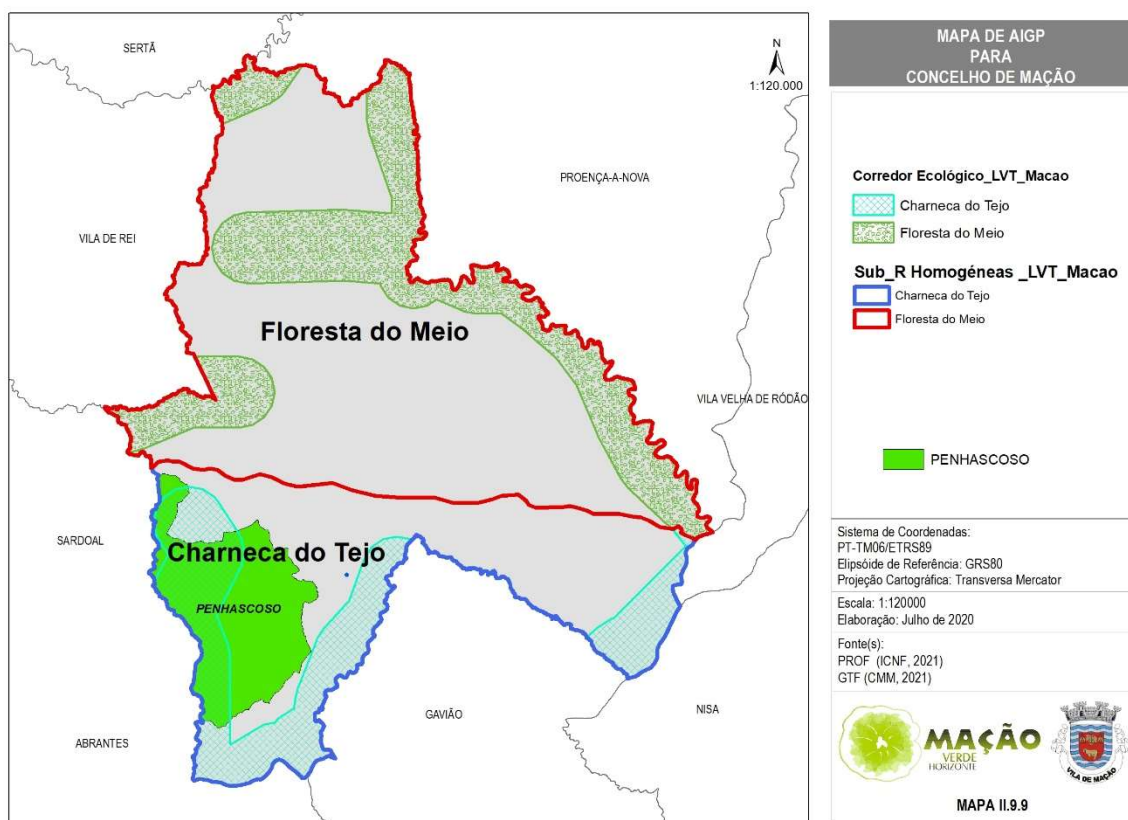 SERTÃ
N
1:120.000
PROENÇA-A-NOVA
VILA DE REI
Floresta do Meio
VILA VELHA DE RÓDÃO
SARDOAL
Charneca do Tejo
PENHASCOSO
GAVIÃO
NISA
ABRANTES
MAPA DE AIGP
PARA
CONCELHO DE MAÇÃO
Corredor Ecológico_LVT_Macao
Charneca do Tejo
Floresta do Meio
Sub_R Homogéneas _LVT_Macao
Charneca do Tejo
Floresta do Meio
PENHASCOSO
Sistema de Coordenadas:
PT-TM06/ETRS89
Elipsóide de Referência: GRS80
Projeção Cartográfica: Transversa Mercator
Escala: 1:120000
Elaboração: Julho de 2020
Fonte(s):
PROF (ICNF, 2021)
GTF (CMM, 2021)
MAÇÃO
VERDE
HORIZONTE
VILA DE MAÇÃO
MAPA II.9.9